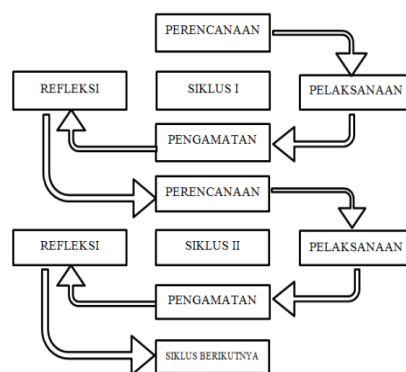 PERENCANAAN
REFLEKSI
SIKLUS I
PELAKSANAAN
PENGAMATAN
PERENCANAAN
REFLEKSI
SIKLUS II
PELAKSANAAN
PENGAMATAN
SIKLUS BERIKUTNYA